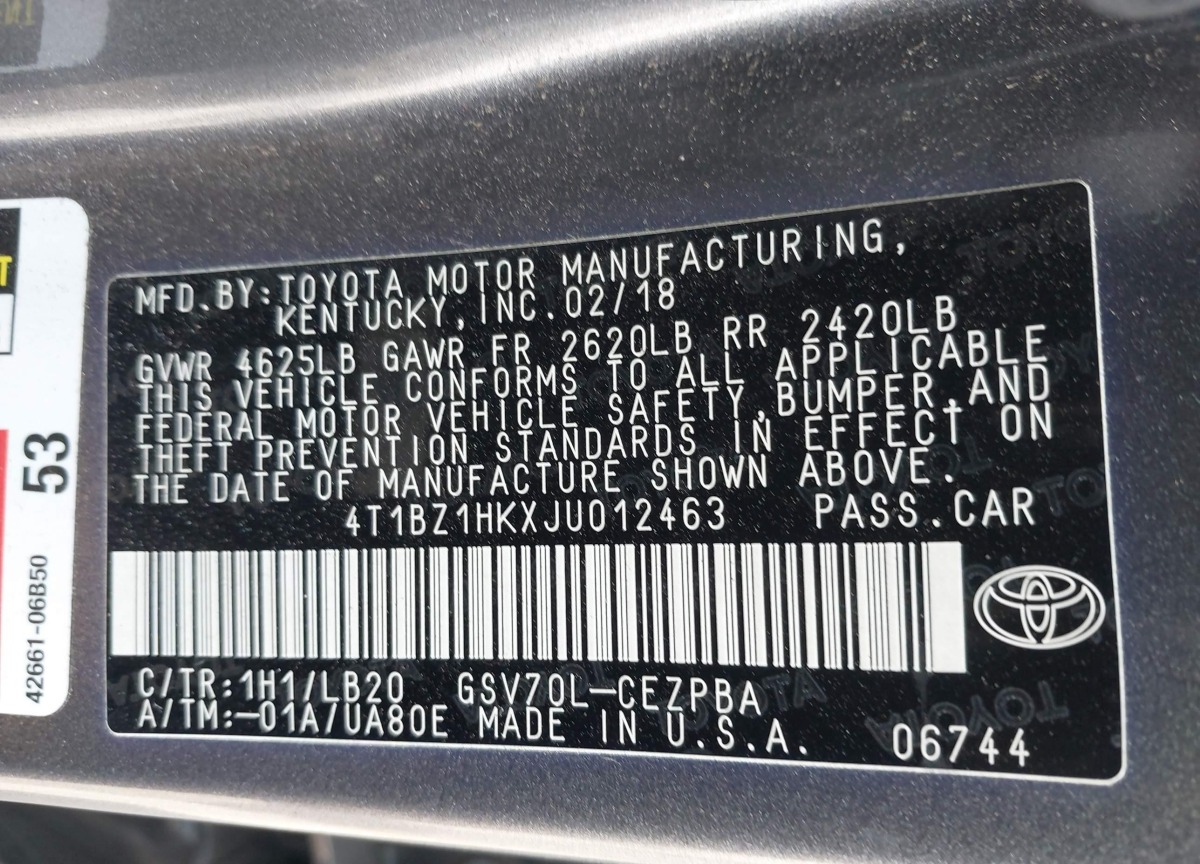 MFD.BY:TOYOTA MOTOR MANUFACTURING,
KENTUCKY,INC.02/18
GVWR 4625LB GAWR FR 2620LB RR 2420LB
THIS VEHICLE CONFORMS TO ALL APPLICABLE
FEDERAL MOTOR VEHICLE SAFETY,BUMPER,AND
THEFT PREVENTION STANDARDS IN EFFECT ON
THE DATE OF MANUFACTURE SHOWN ABOVE.
4T1BZ1HKXJU012463 PASS.CAR
C/TR:1H1/LB20 GSV70L-CEZPBA
A/TM:-01A/UA80E MADE IN U.S.A. 06744
53
42661-06B50
TOYOTA